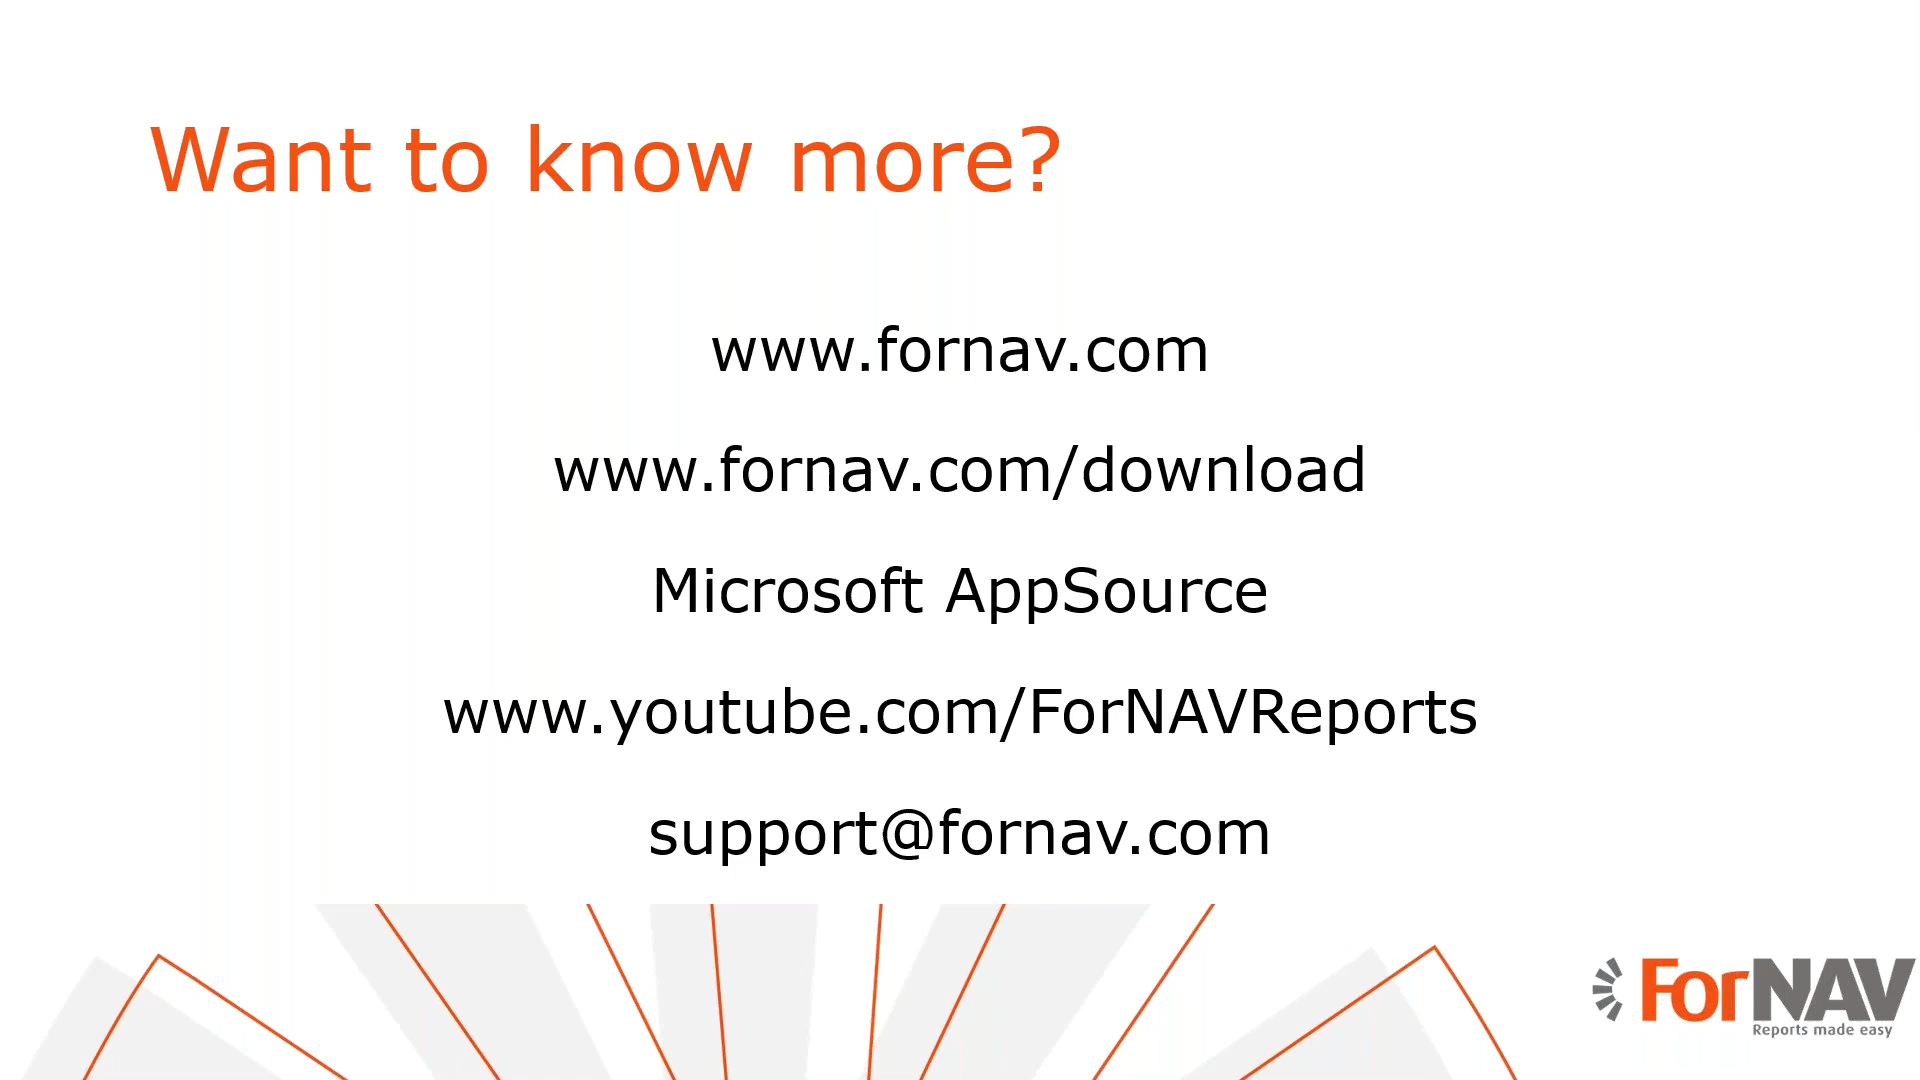 Want to know more?
www.fornav.com
www.fornav.com/download
Microsoft AppSource
www.youtube.com/ForNAVReports
support@fornav.com
ForNAV
Reports made easy